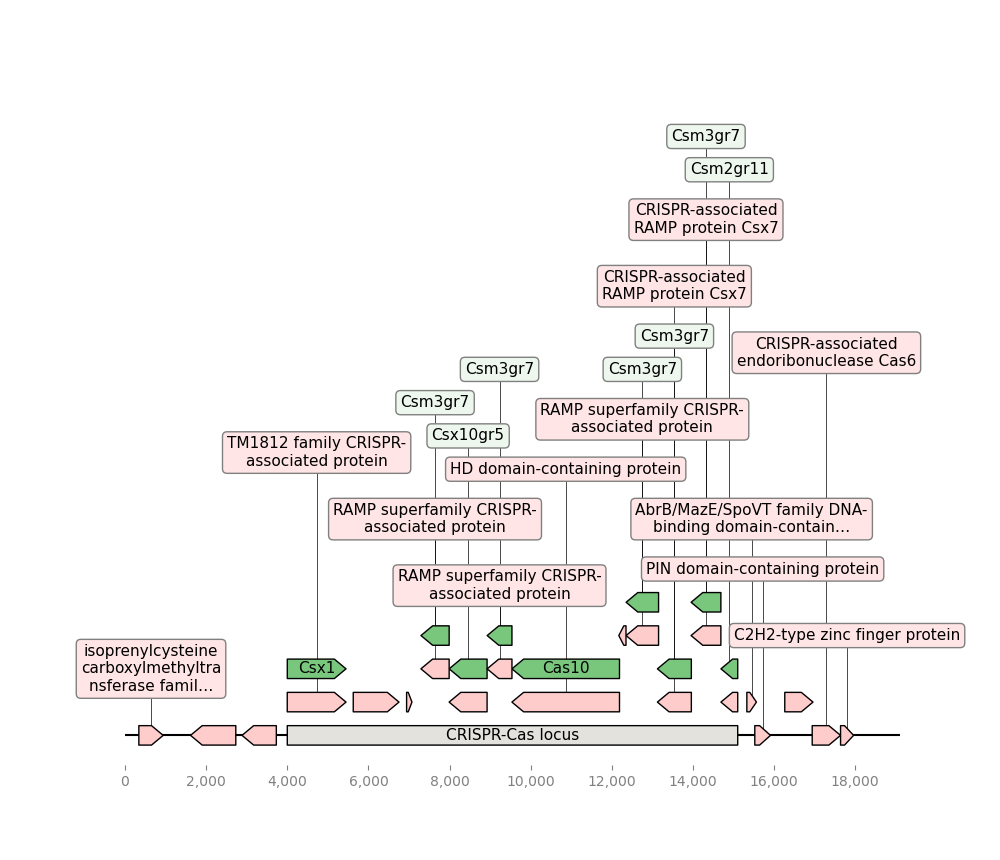 Csm3gr7
Csm2gr11
CRISPR-associated
RAMP protein Csx7
CRISPR-associated
RAMP protein Csx7
Csm3gr7
CRISPR-associated
endoribonuclease Cas6
Csm3gr7
Csm3gr7
Csm3gr7
RAMP superfamily CRISPR-
associated protein
Csx10gr5
TM1812 family CRISPR-
associated protein
HD domain-containing protein
RAMP superfamily CRISPR-
associated protein
AbrB/MazE/SpoVT family DNA-
binding domain-contain…
PIN domain-containing protein
RAMP superfamily CRISPR-
associated protein
C2H2-type zinc finger protein
isoprenylcysteine
carboxylmethyltra
nsferase famil…
Csx1
Cas10
CRISPR-Cas locus
0
2,000
4,000
6,000
8,000
10,000
12,000
14,000
16,000
18,000